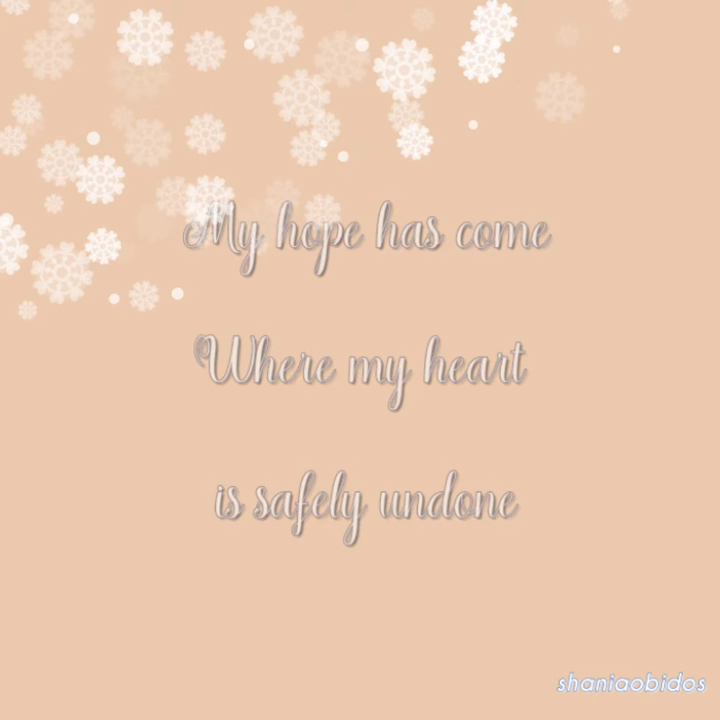 My hope has come
Where my heart
is safely undone
shaniaobidos